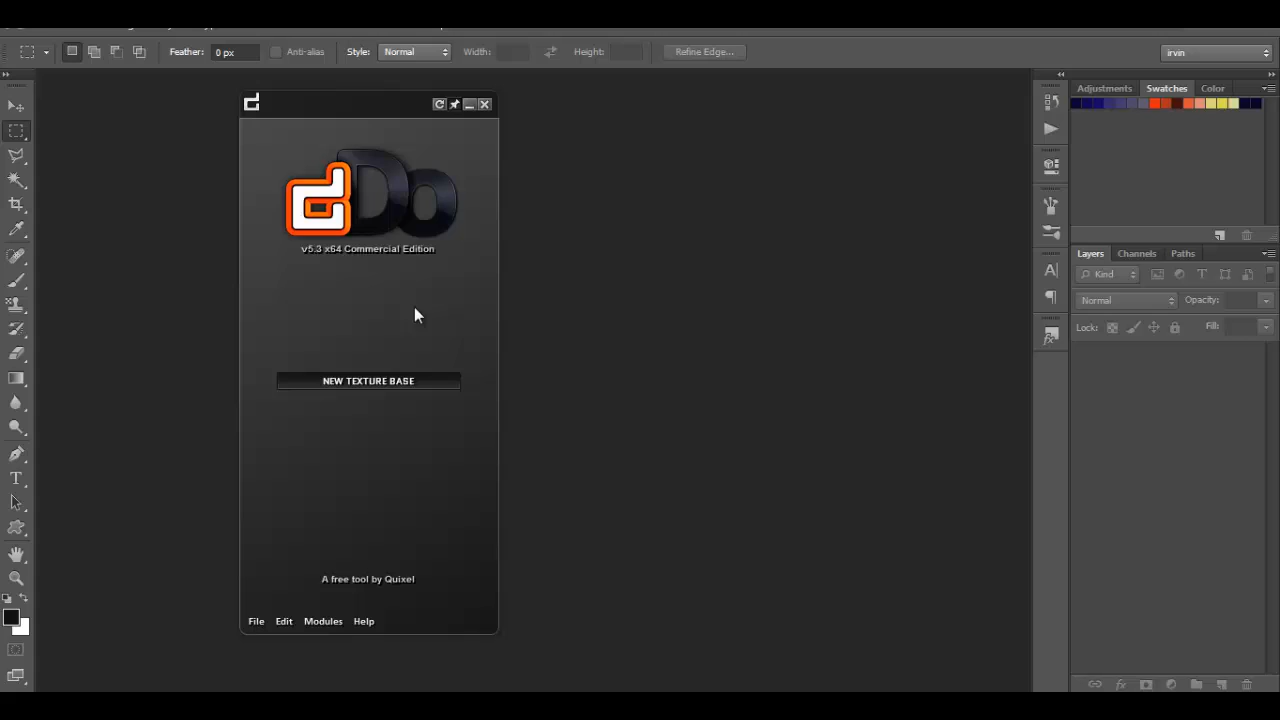 Feather: 0 px Anti-alias Style: Normal Width: Height: Refine Edge... irvin
Adjustments Swatches Color
dDo
v5.3 x64 Commercial Edition
NEW TEXTURE BASE
A free tool by Quixel
File Edit Modules Help
Layers Channels Paths
Kind
Normal Opacity:
Lock: Fill: